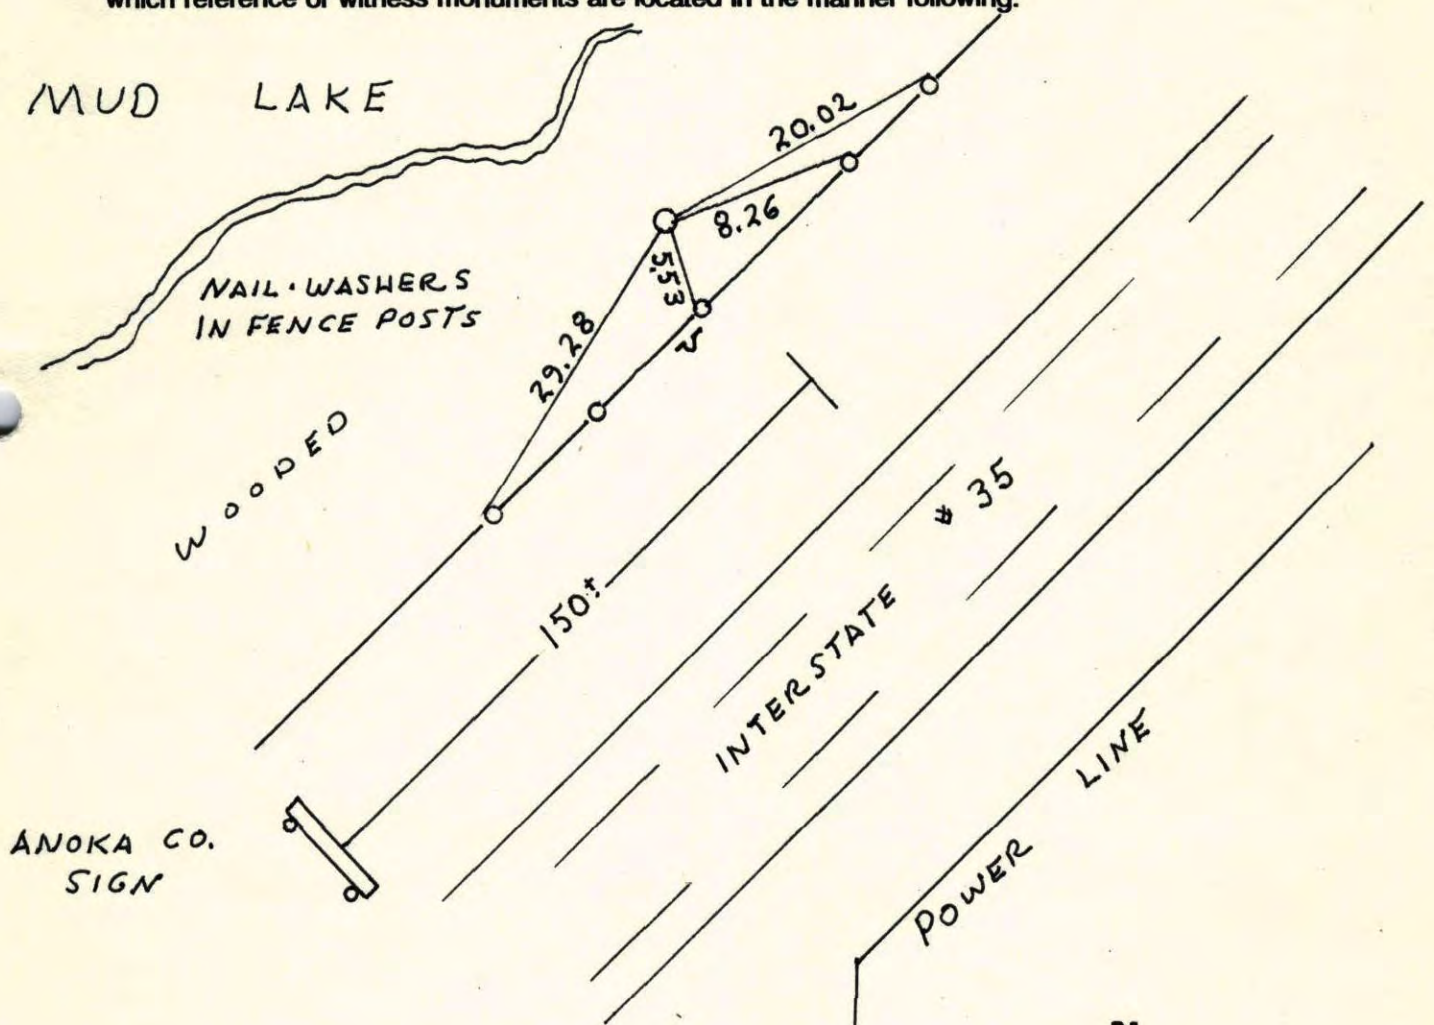 which reference or witness monuments are located in the manner following:
MUD LAKE
20.02
8.26
5.53
NAIL·WASHERS
IN FENCE POSTS
29.28
WOODED
# 35
150±
INTERSTATE
LINE
POWER
ANOKA CO.
SIGN